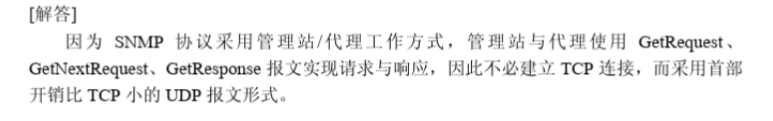 [解答]
因为 SNMP 协议采用管理站/代理工作方式，管理站与代理使用 GetRequest、
GetNextRequest、GetResponse 报文实现请求与响应，因此不必建立 TCP 连接，而采用首部
开销比 TCP 小的 UDP 报文形式。